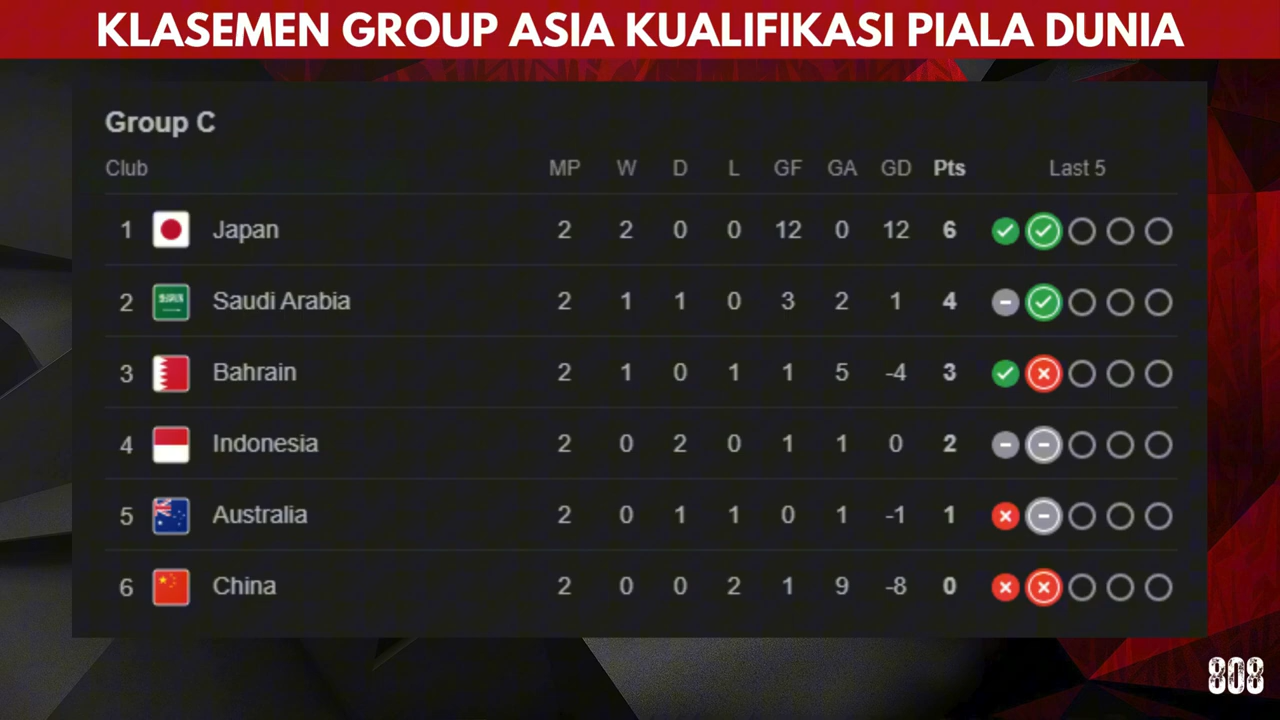 KLASEMEN GROUP ASIA KUALIFIKASI PIALA DUNIA
Group C
Club MP W D L GF GA GD Pts Last 5
1 Japan 2 2 0 0 12 0 12 6
2 Saudi Arabia 2 1 1 0 3 2 1 4
3 Bahrain 2 1 0 1 1 5 -4 3
4 Indonesia 2 0 2 0 1 1 0 2
5 Australia 2 0 1 1 0 1 -1 1
6 China 2 0 0 2 1 9 -8 0
808